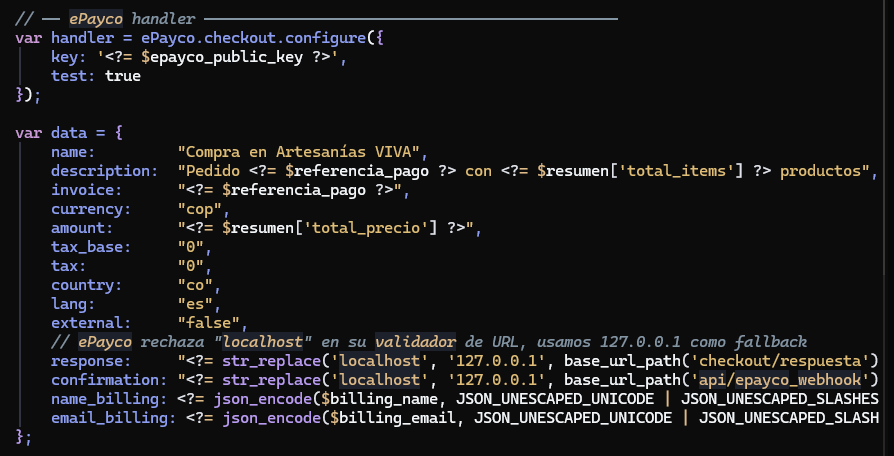 // —— ePayco handler ——————————————————————————————
var handler = ePayco.checkout.configure({
    key: '<?= $epayco_public_key ?>',
    test: true
});

var data = {
    name:         "Compra en Artesanías VIVA",
    description:  "Pedido <?= $referencia_pago ?> con <?= $resumen['total_items'] ?> productos",
    invoice:      "<?= $referencia_pago ?>",
    currency:     "cop",
    amount:       "<?= $resumen['total_precio'] ?>",
    tax_base:     "0",
    tax:          "0",
    country:      "co",
    lang:         "es",
    external:     "false",
    // ePayco rechaza "localhost" en su validador de URL, usamos 127.0.0.1 como fallback
    response:     "<?= str_replace('localhost', '127.0.0.1', base_url_path('checkout/respuesta')
    confirmation: "<?= str_replace('localhost', '127.0.0.1', base_url_path('api/epayco_webhook')
    name_billing: <?= json_encode($billing_name, JSON_UNESCAPED_UNICODE | JSON_UNESCAPED_SLASHES
    email_billing: <?= json_encode($billing_email, JSON_UNESCAPED_UNICODE | JSON_UNESCAPED_SLASH
};